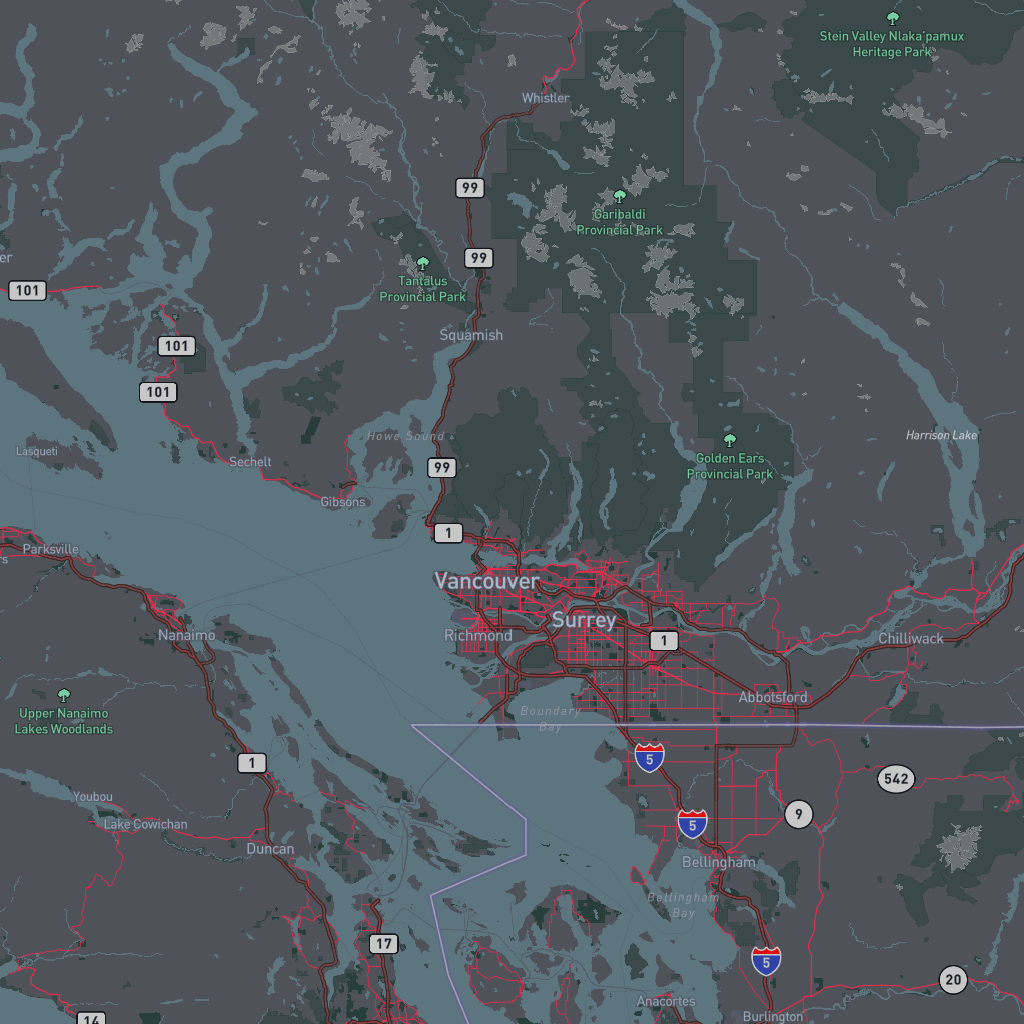 Stein Valley Nlaka'pamux
Heritage Park
Whistler
99
Garibaldi
Provincial Park
99
er
101
Tantalus
Provincial Park
Squamish
101
101
Howe Sound
Harrison Lake
Golden Ears
Provincial Park
Lasqueti
Sechelt
99
Gibsons
1
Parksville
rs
Vancouver
Surrey
Nanaimo
Richmond
1
Chilliwack
Upper Nanaimo
Lakes Woodlands
Abbotsford
Boundary
Bay
1
5
542
Youbou
Lake Cowichan
9
5
Duncan
Bellingham
Bellingham
Bay
17
5
20
Anacortes
14
Burlington